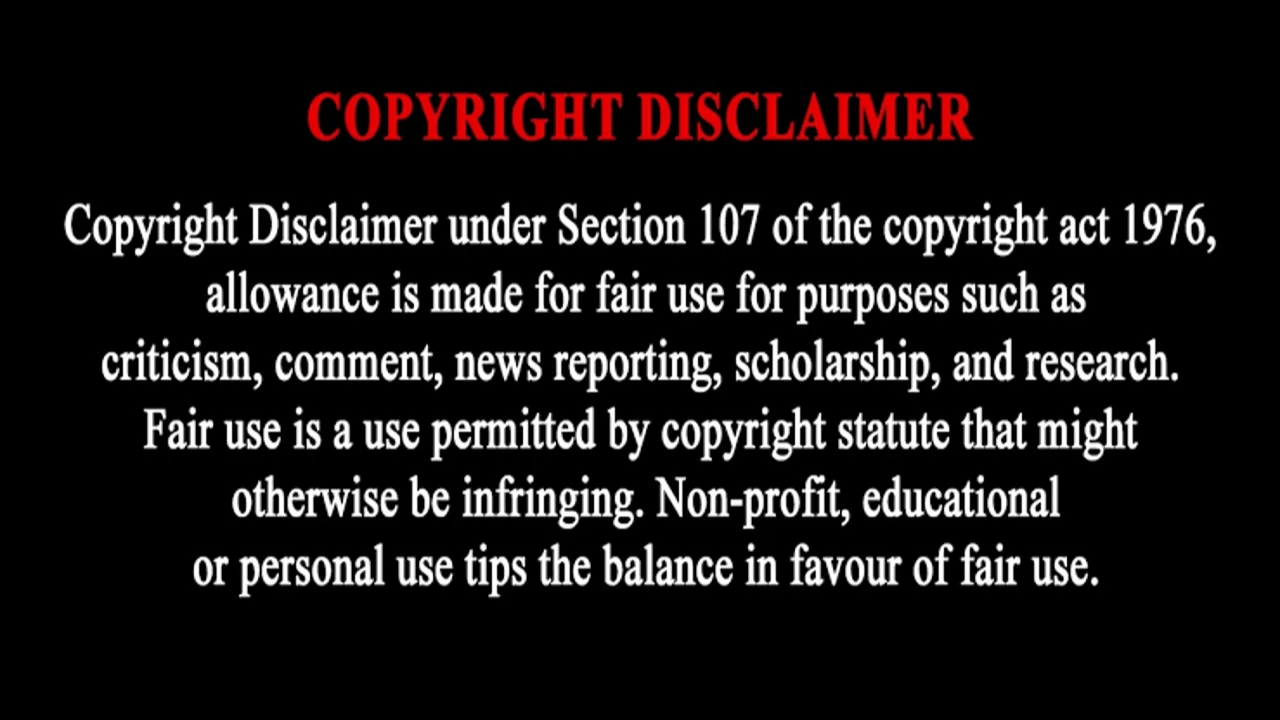 COPYRIGHT DISCLAIMER
Copyright Disclaimer under Section 107 of the copyright act 1976,
allowance is made for fair use for purposes such as
criticism, comment, news reporting, scholarship, and research.
Fair use is a use permitted by copyright statute that might
otherwise be infringing. Non-profit, educational
or personal use tips the balance in favour of fair use.